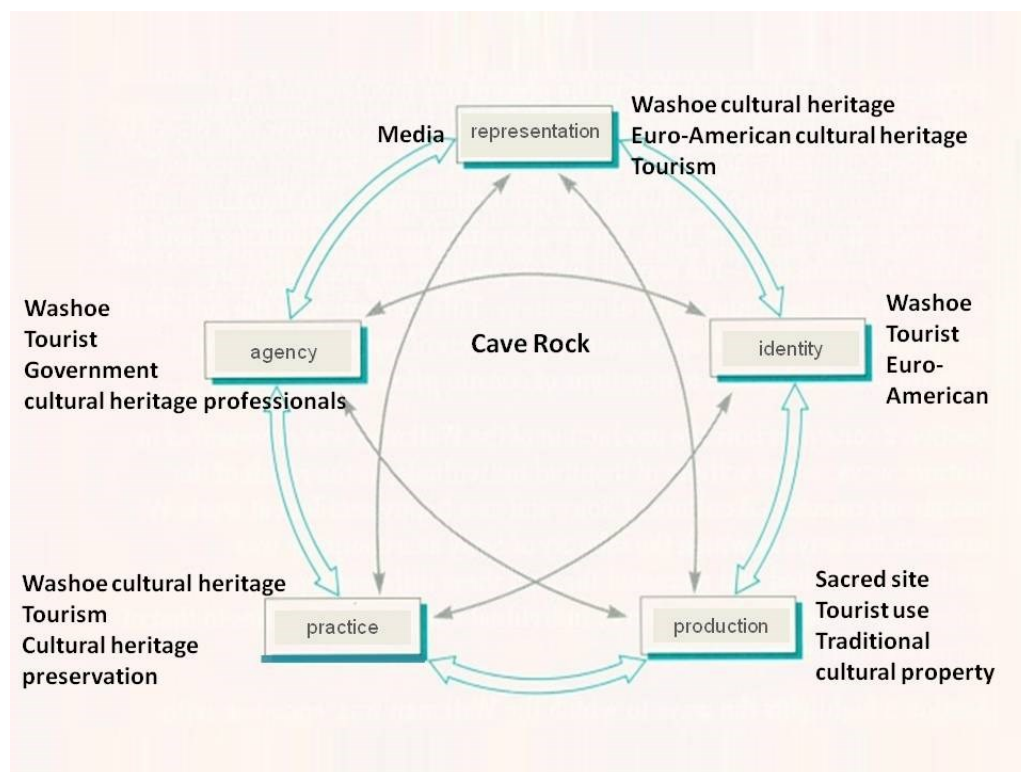 Media
representation
Washoe cultural heritage
Euro-American cultural heritage
Tourism
Washoe
Tourist
Government
cultural heritage professionals
agency
Cave Rock
identity
Washoe
Tourist
Euro-
American
Washoe cultural heritage
Tourism
Cultural heritage
preservation
practice
production
Sacred site
Tourist use
Traditional
cultural property